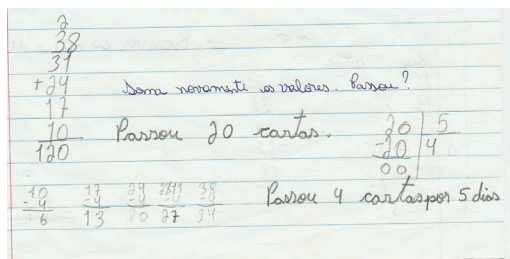 2
38
31
+24
17
10
120
Soma novamente os valores. Passou?
Passou 20 cartas.
20 5
-20 4
00
10 17 24 31 38
-4 -4 -4 -4 -4
6 13 20 27 34
Passou 4 cartas por 5 dias